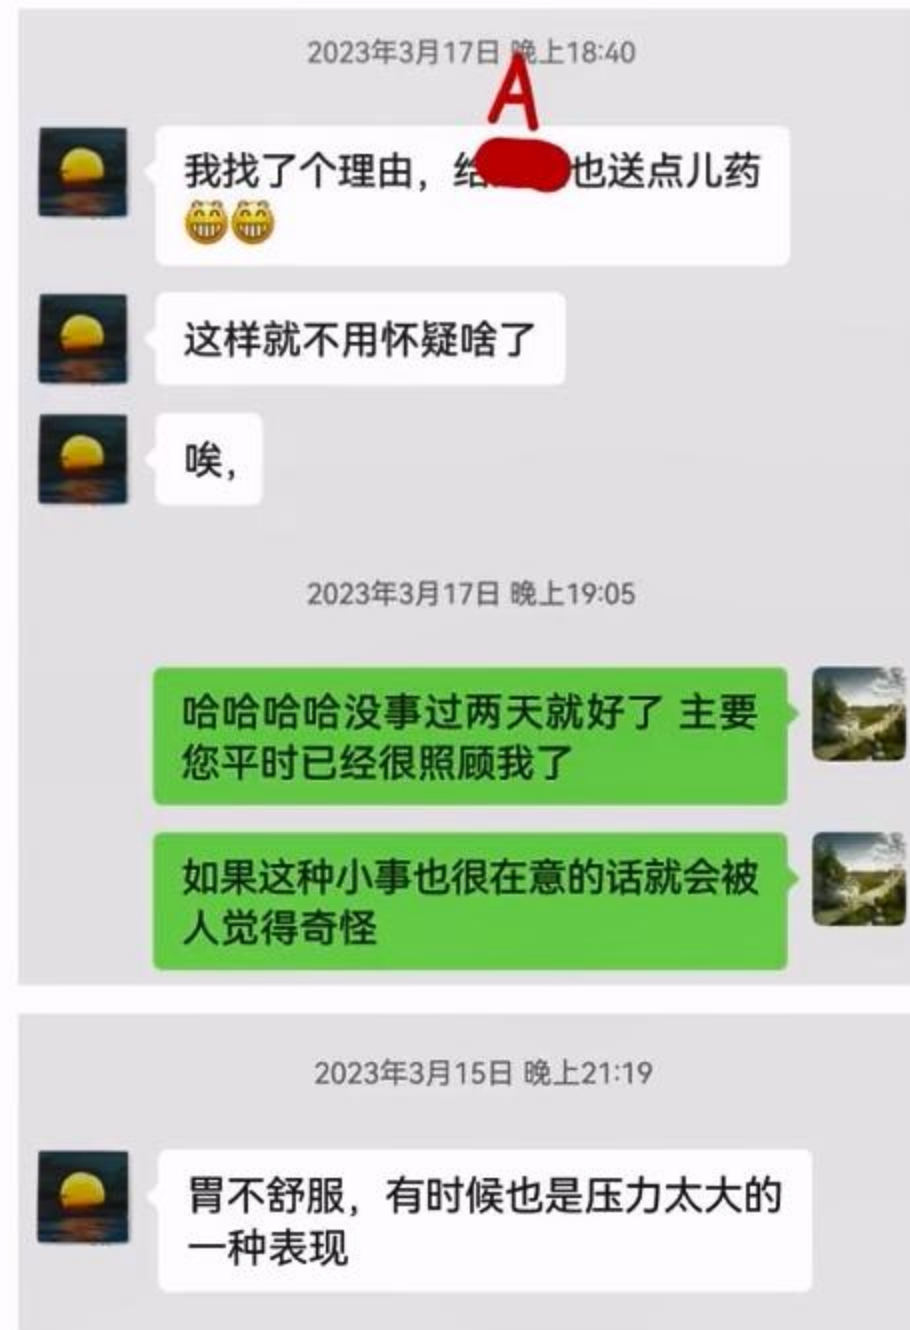 2023年3月17日 晚上18:40
A
我找了个理由，给也送点儿药
这样就不用怀疑啥了
唉，
2023年3月17日 晚上19:05
哈哈哈哈没事过两天就好了 主要
您平时已经很照顾我了
如果这种小事也很在意的话就会被
人觉得奇怪
2023年3月15日 晚上21:19
胃不舒服，有时候也是压力太大的
一种表现